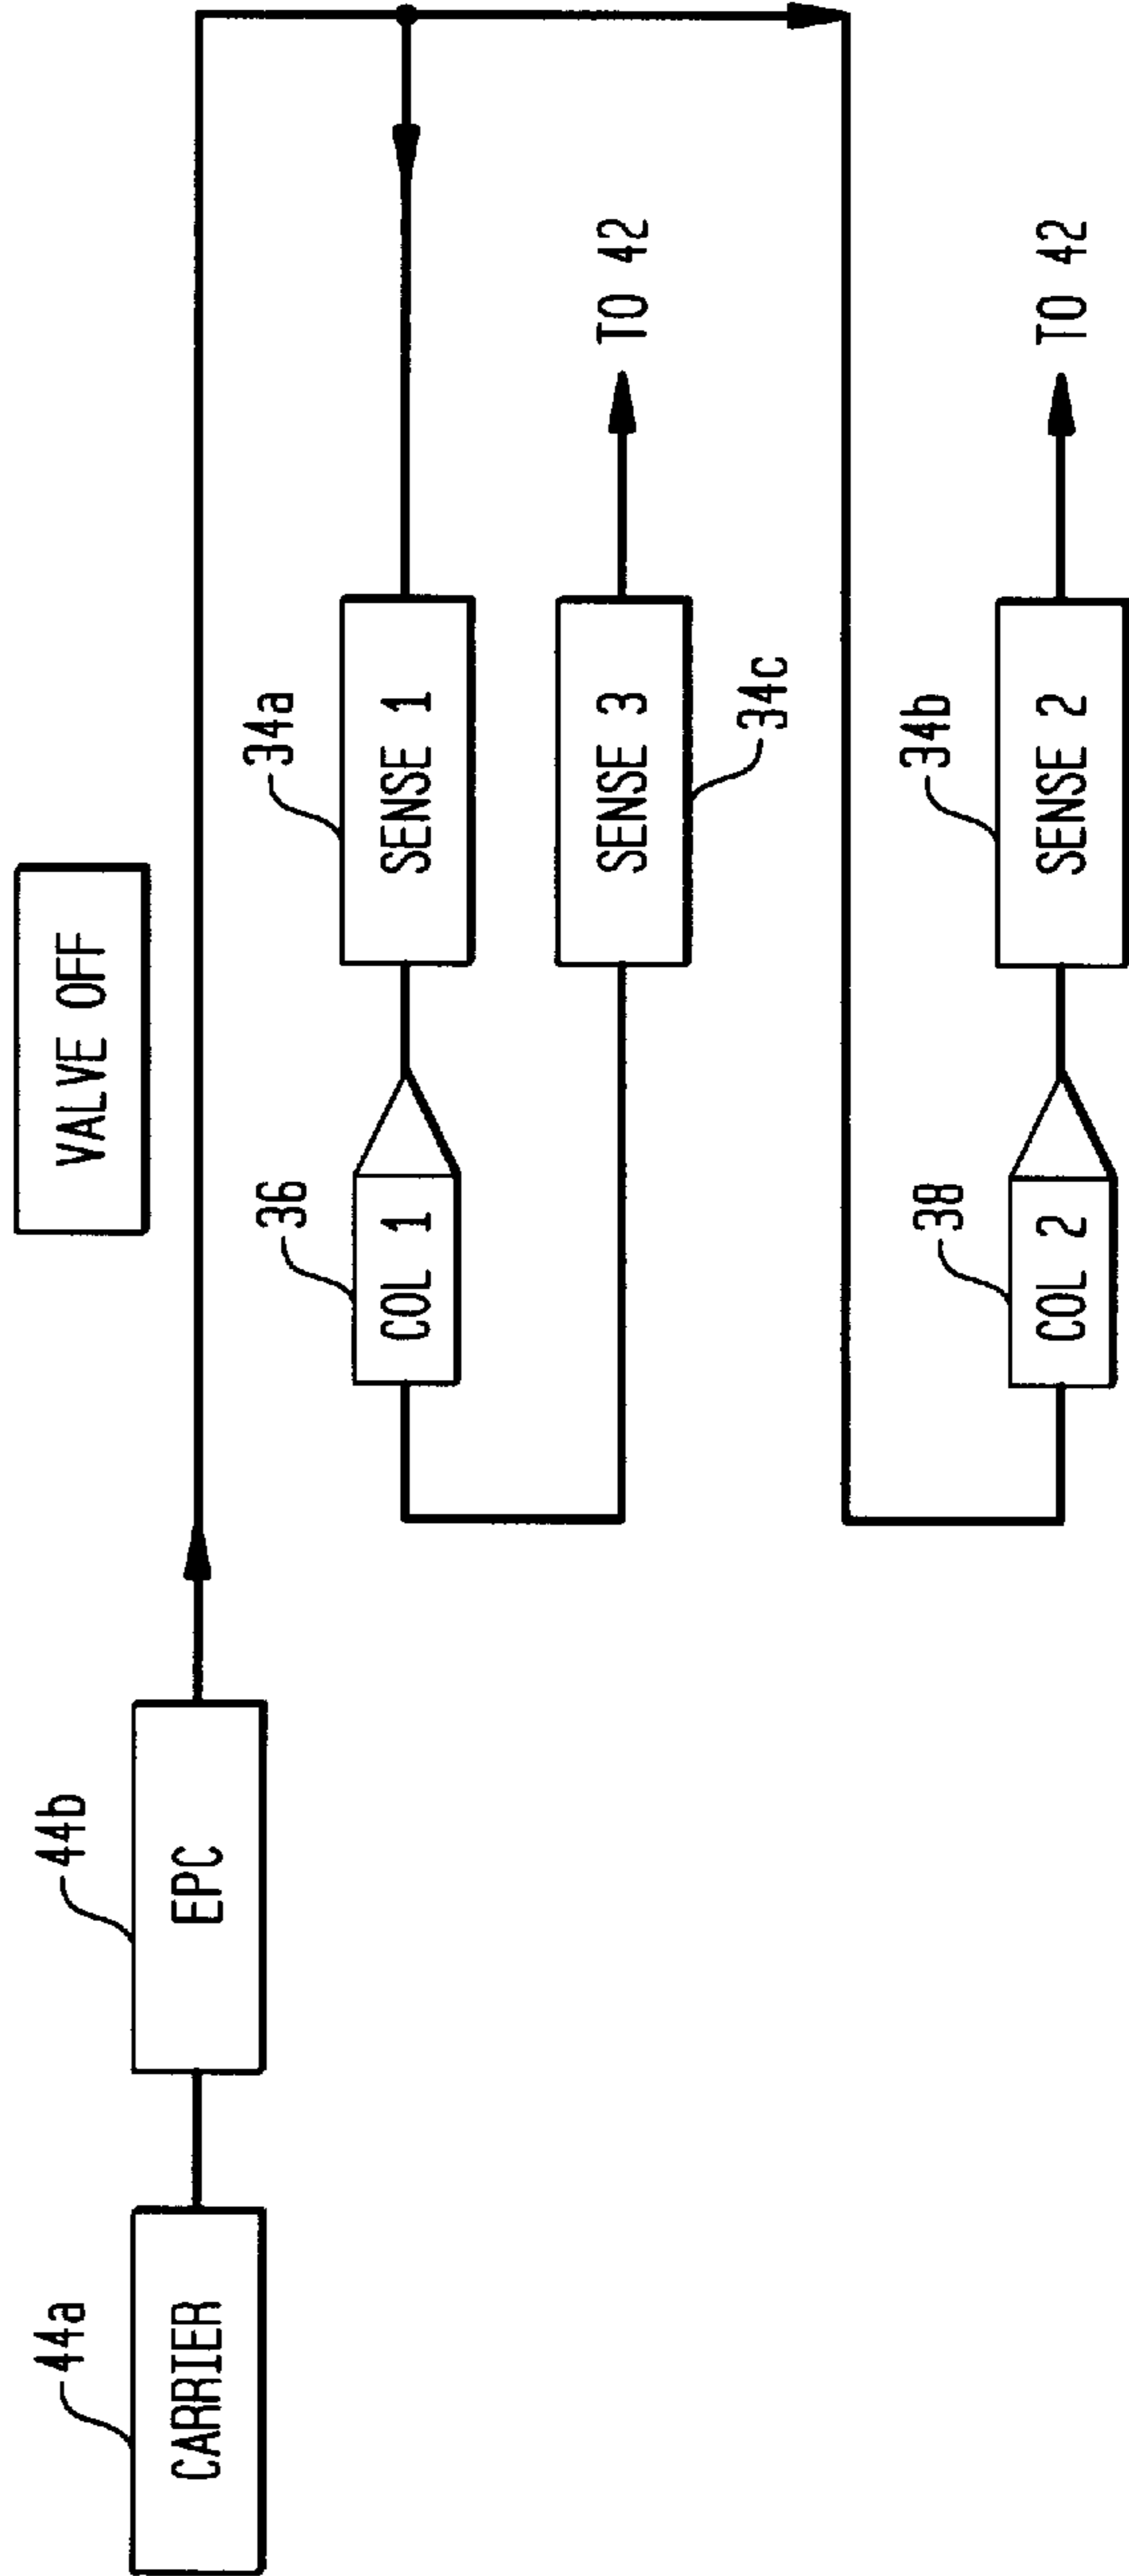 VALVE OFF
44a
CARRIER
44b
EPC
36
COL 1
34a
SENSE 1
SENSE 3
34c
TO 42
38
COL 2
34b
SENSE 2
TO 42